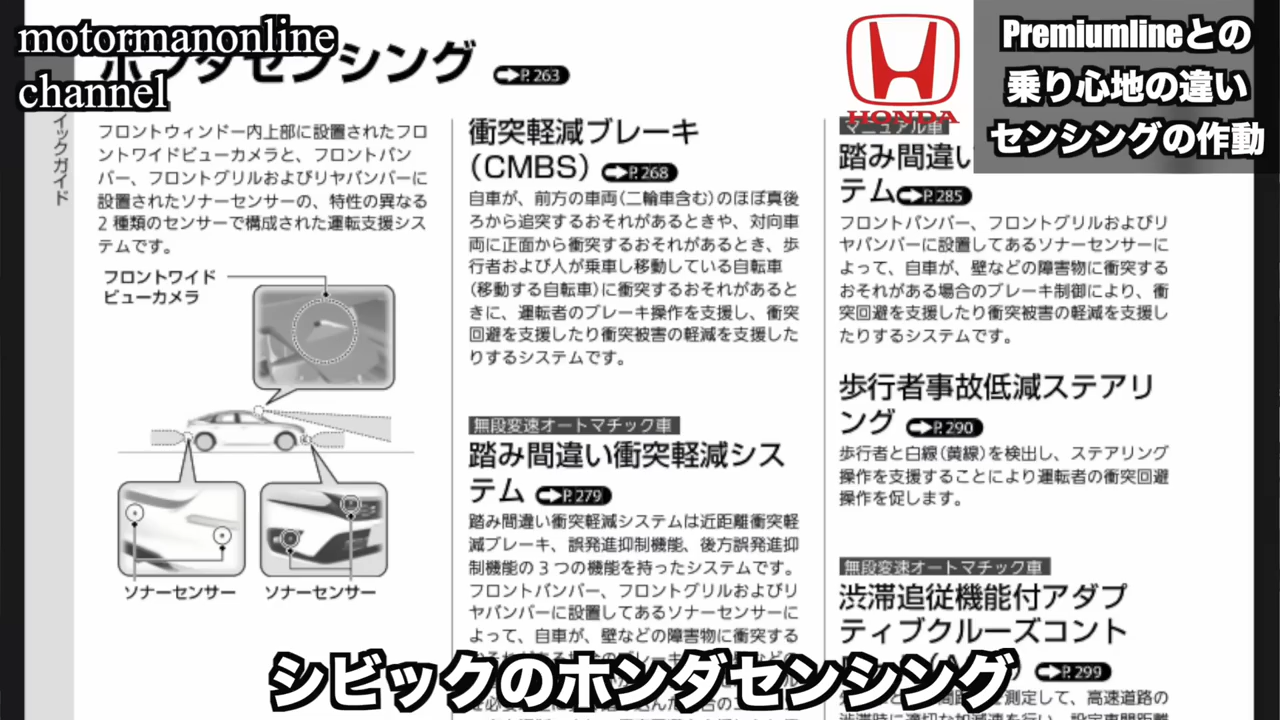 motormanonline
channel
ホンダセンシング
P.263
HONDA
Premiumlineとの
乗り心地の違い
センシングの作動
イックガイド
フロントウィンドー内上部に設置されたフロ
ントワイドビューカメラと、フロントバン
パー、フロントグリルおよびリヤバンパーに
設置されたソナーセンサーの、特性の異なる
2種類のセンサーで構成された運転支援シス
テムです。
フロントワイド
ビューカメラ
ソナーセンサー
ソナーセンサー
衝突軽減ブレーキ
(CMBS) P.268
自車が、前方の車両(二輪車含む)のほぼ真後
ろから追突するおそれがあるときや、対向車
両に正面から衝突するおそれがあるとき、歩
行者および人が乗車し移動している自転車
(移動する自転車)に衝突するおそれがあると
きに、運転者のブレーキ操作を支援し、衝突
回避を支援したり衝突被害の軽減を支援した
りするシステムです。
無段変速オートマチック車
踏み間違い衝突軽減シス
テム P.279
踏み間違い衝突軽減システムは近距離衝突軽
減ブレーキ、誤発進抑制機能、後方誤発進抑
制機能の3つの機能を持ったシステムです。
フロントバンパー、フロントグリルおよびリ
ヤバンパーに設置してあるソナーセンサーに
よって、自車が、壁などの障害物に衝突する
マニュアル車
踏み間違い
テム P.285
フロントバンパー、フロントグリルおよびリ
ヤバンパーに設置してあるソナーセンサーに
よって、自車が、壁などの障害物に衝突する
おそれがある場合のブレーキ制御により、衝
突回避を支援したり衝突被害の軽減を支援し
たりするシステムです。
歩行者事故低減ステアリ
ング P.290
歩行者と白線(黄線)を検出し、ステアリング
操作を支援することにより運転者の衝突回避
操作を促します。
無段変速オートマチック車
渋滞追従機能付アダプ
ティブクルーズコント
P.299
測定して、高速道路の
シビックのホンダセンシング